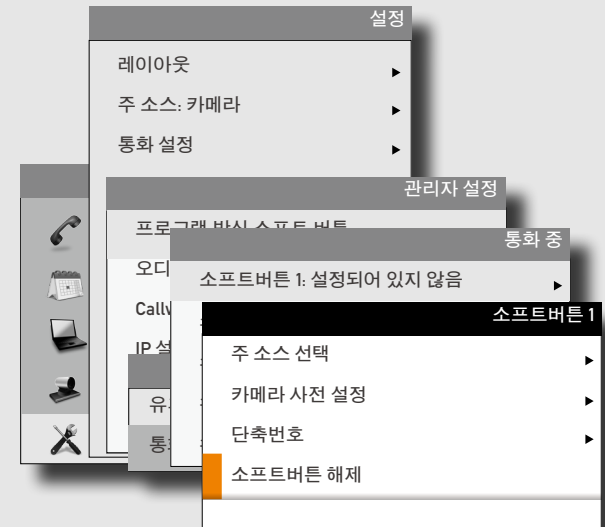 설정
레이아웃
주 소스: 카메라
통화 설정
관리자 설정
통화 중
소프트버튼 1: 설정되어 있지 않음
소프트버튼 1
주 소스 선택
카메라 사전 설정
단축번호
소프트버튼 해제